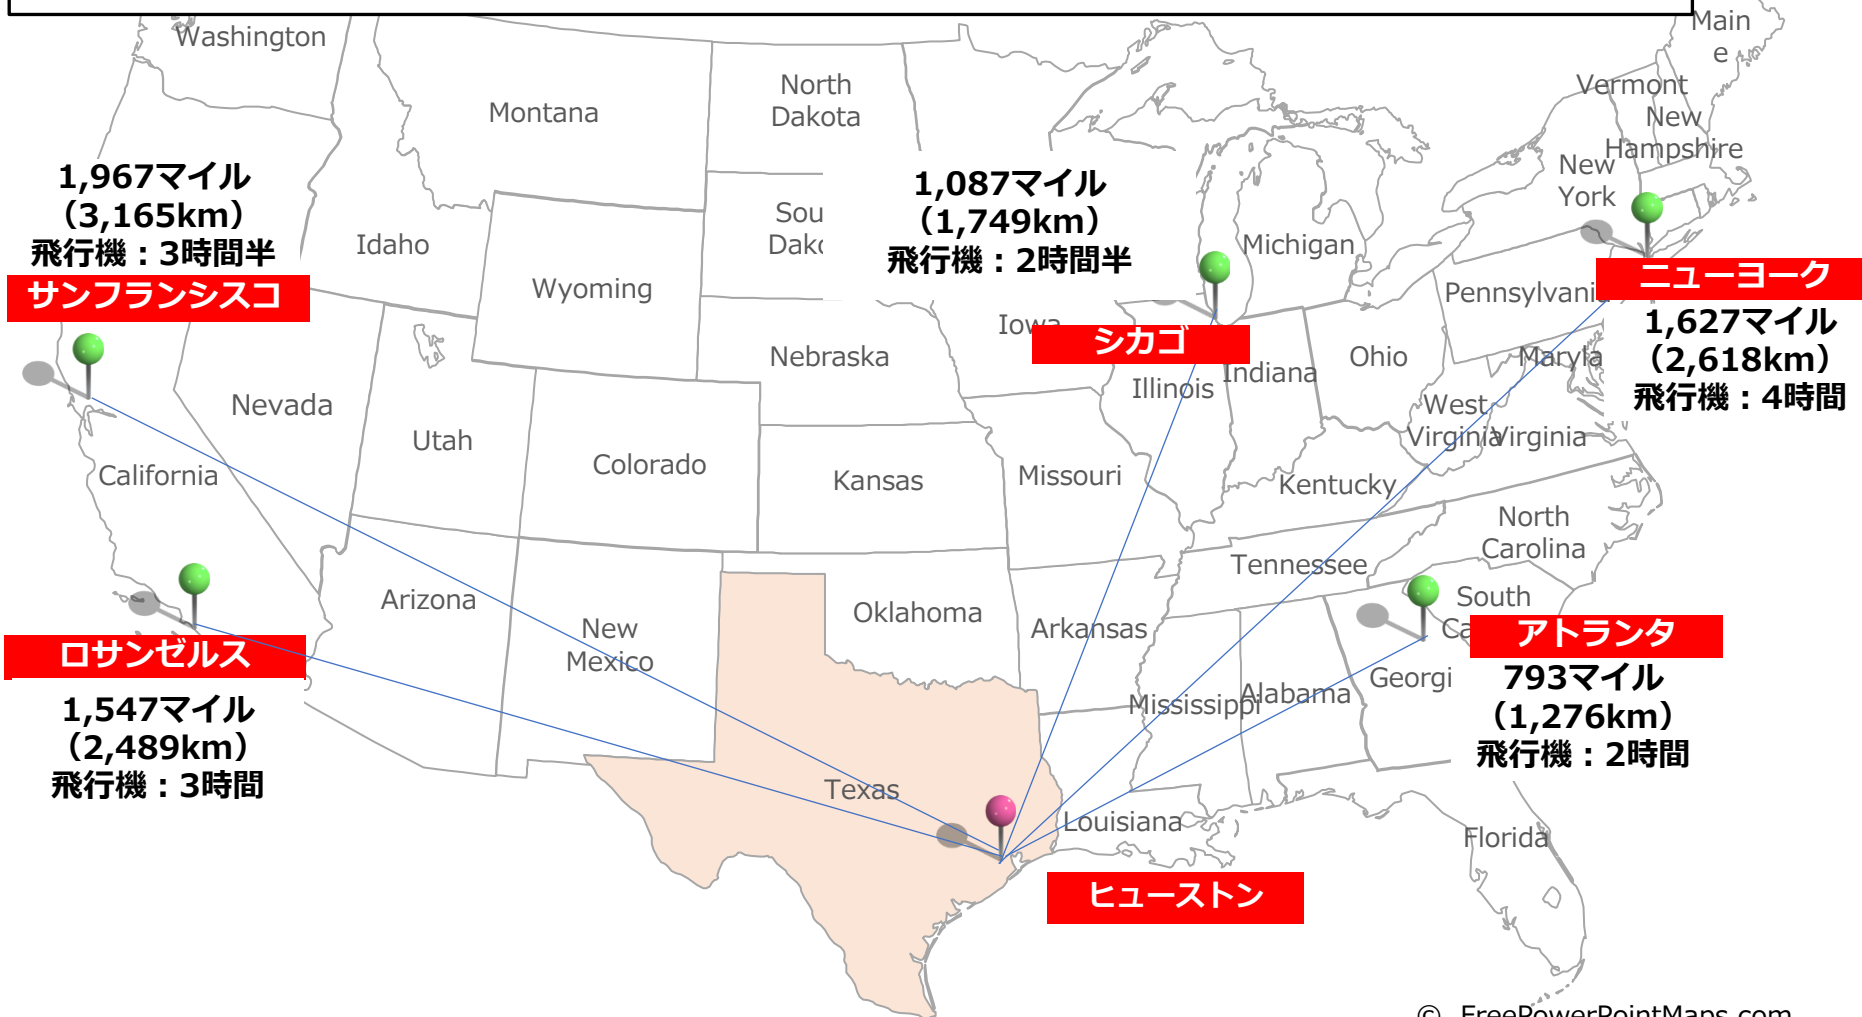 Washington
Montana
North
Dakota
Main
e
Vermont
New
Hampshire
New
York
1,967マイル
（3,165km）
飛行機：3時間半
サンフランシスコ
Idaho
Wyoming
Sou
Dako
1,087マイル
（1,749km）
飛行機：2時間半
Michigan
ニューヨーク
1,627マイル
（2,618km）
飛行機：4時間
Pennsylvani
Iowa
シカゴ
Nebraska
Illinois
Indiana
Ohio
Maryla
West
Virginia
Virginia
Nevada
Utah
Colorado
Kansas
Missouri
Kentucky
California
North
Carolina
Tennessee
Arizona
New
Mexico
Oklahoma
Arkansas
South
Ca
アトランタ
793マイル
（1,276km）
飛行機：2時間
ロサンゼルス
1,547マイル
（2,489km）
飛行機：3時間
Mississippi
Alabama
Georgi
Texas
Louisiana
Florida
ヒューストン
© FreePowerPointMaps.com